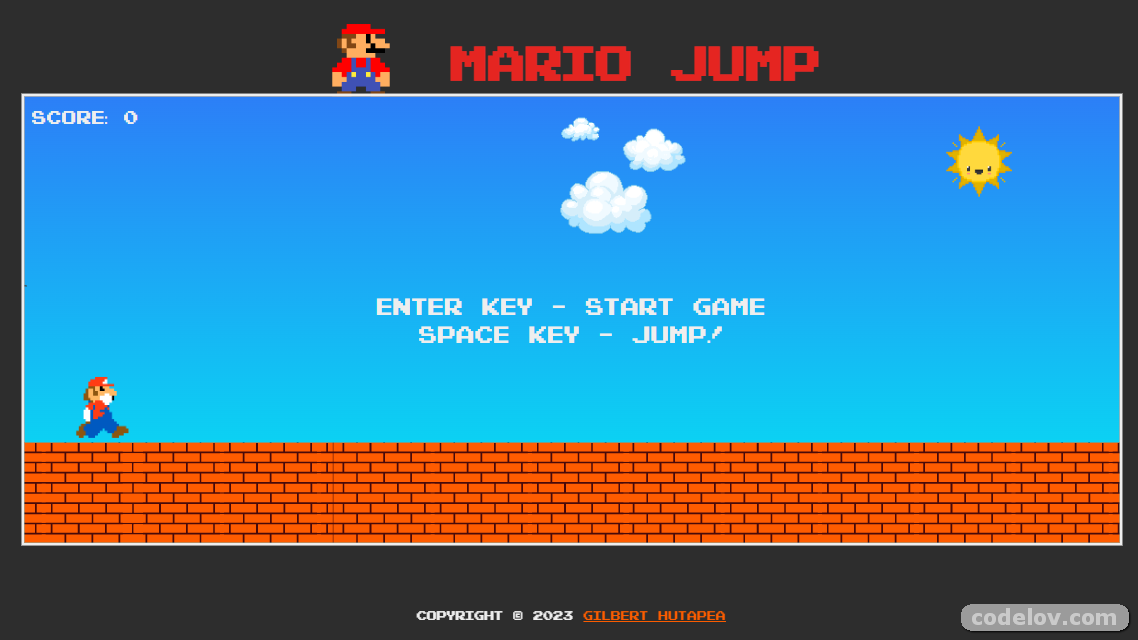 MARIO JUMP
SCORE: 0
ENTER KEY - START GAME
SPACE KEY - JUMP!
COPYRIGHT © 2023 GILBERT HUTAPEA
codelov.com